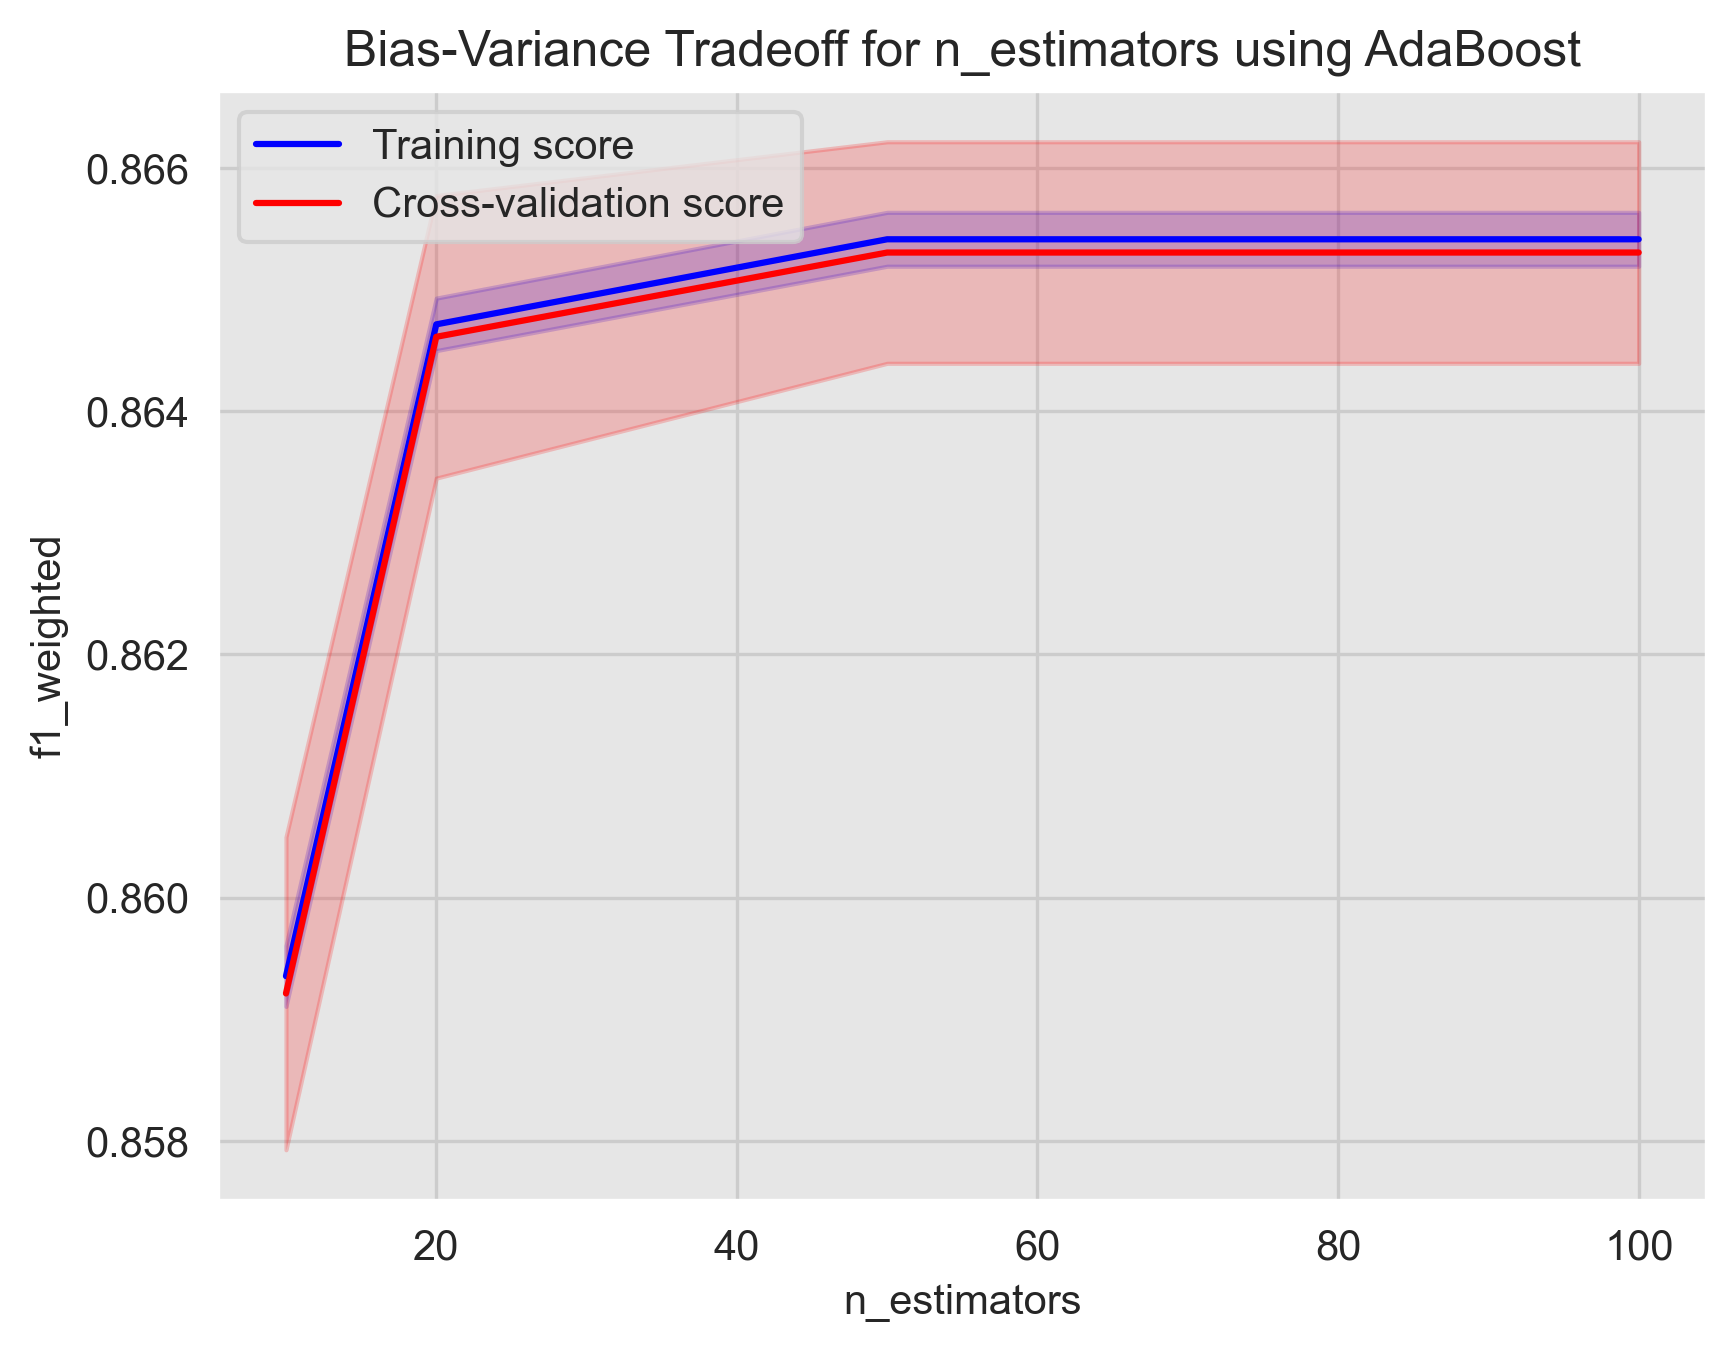 Bias-Variance Tradeoff for n_estimators using AdaBoost
Training score
Cross-validation score
0.866
0.864
0.862
0.860
0.858
f1_weighted
20 40 60 80 100
n_estimators